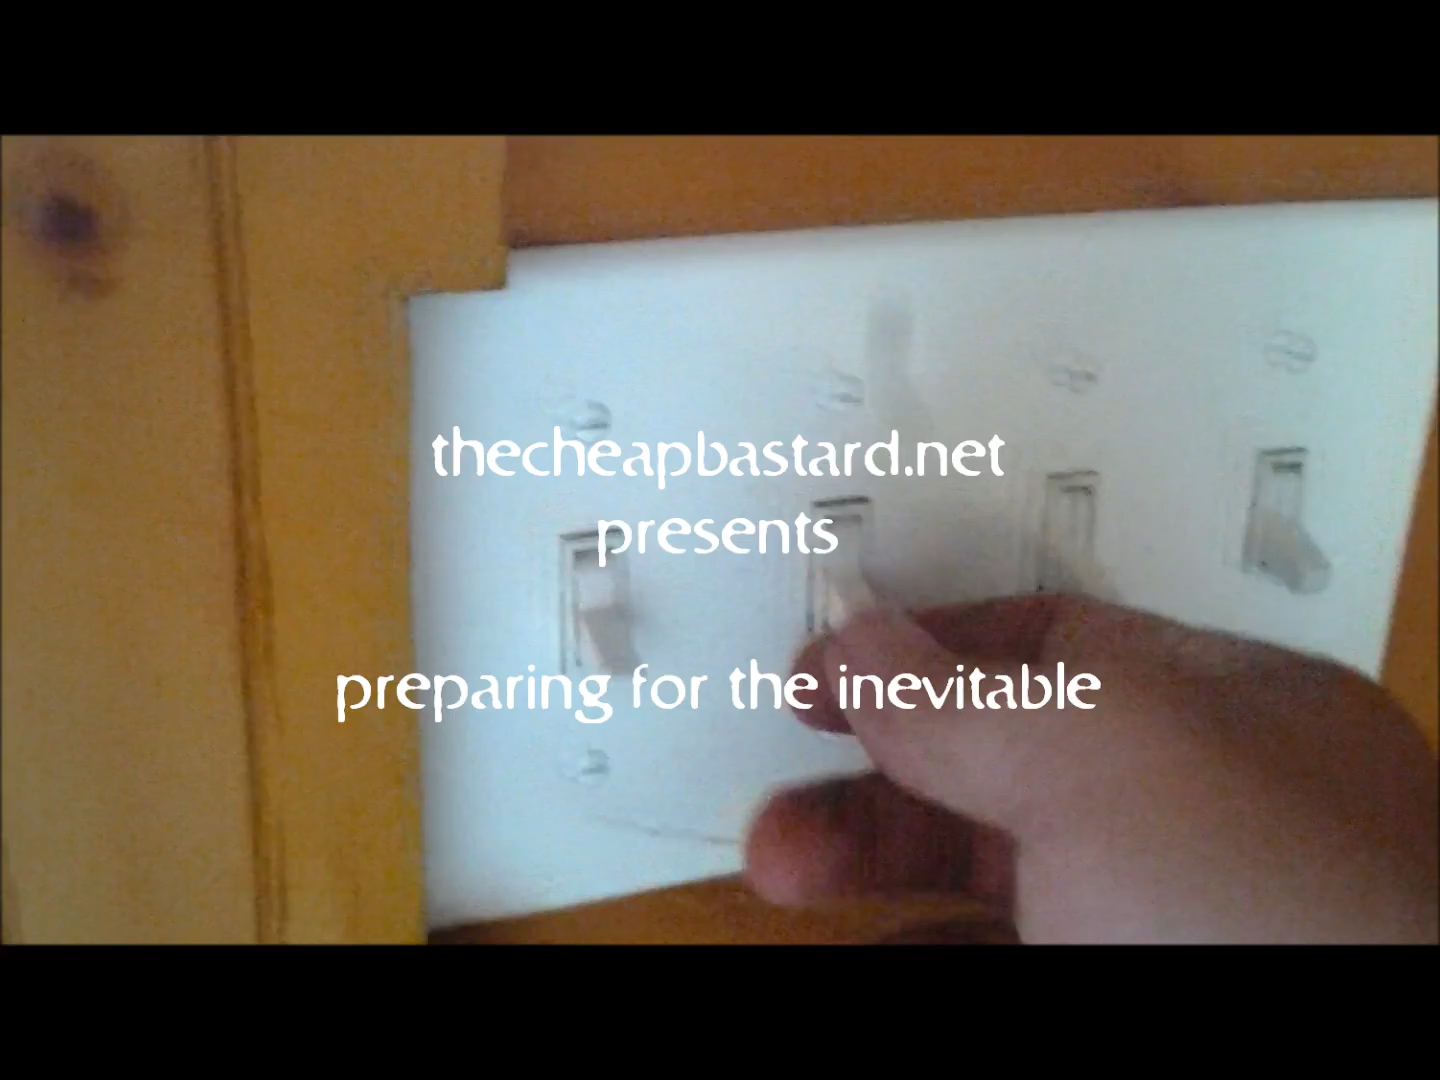 thecheapbastard.net
presents
preparing for the inevitable